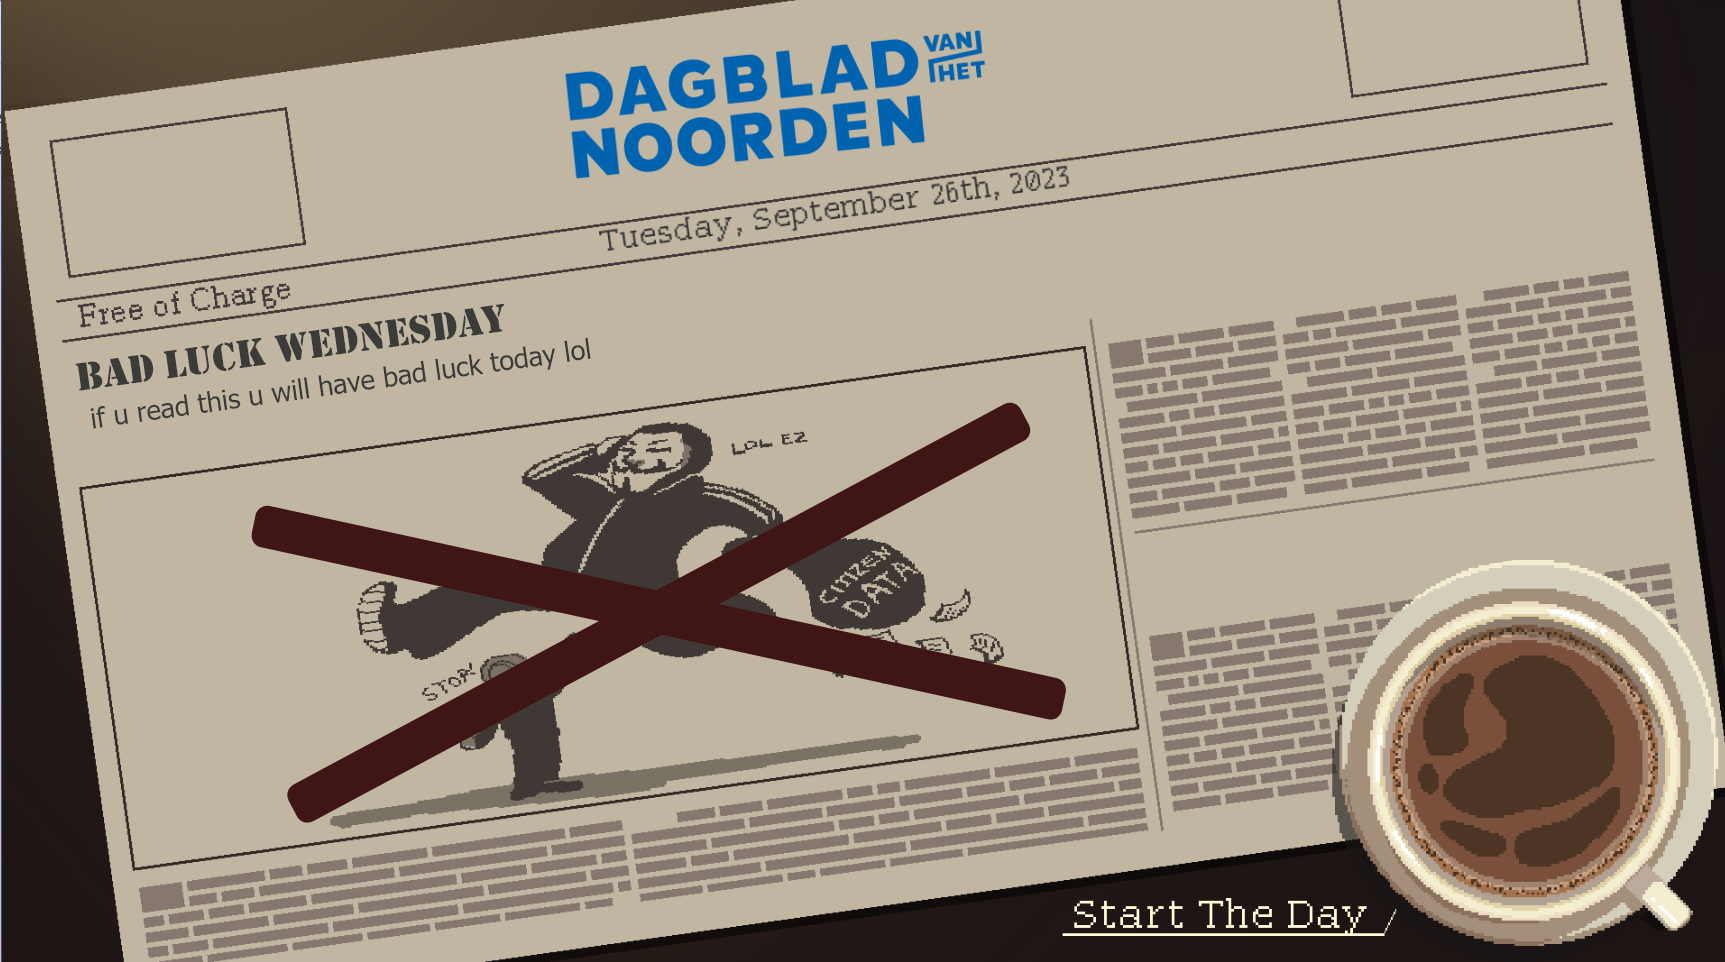 DAGBLAD VAN HET
NOORDEN
Tuesday, September 26th, 2023
Free of Charge
BAD LUCK WEDNESDAY
if u read this u will have bad luck today lol
LOL EZ
CITIZEN
DATA
STOP!
Start The Day